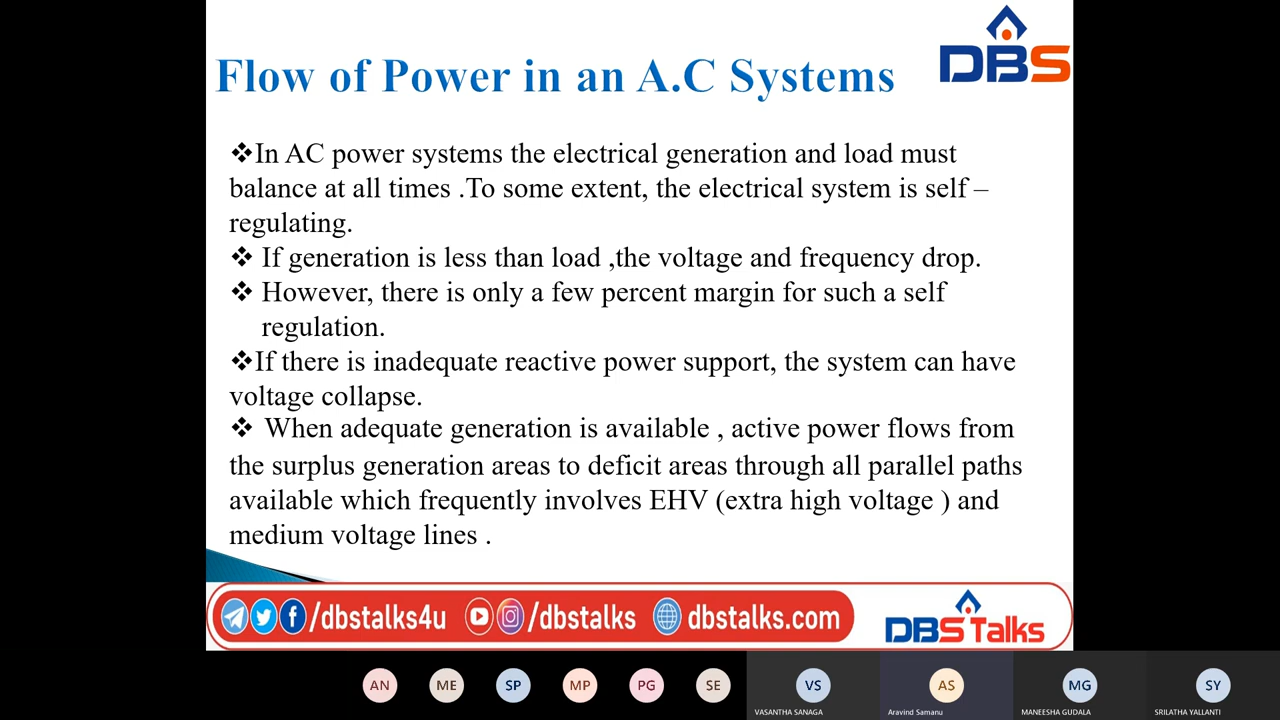 DBS
Flow of Power in an A.C Systems
❖In AC power systems the electrical generation and load must
balance at all times .To some extent, the electrical system is self –
regulating.
❖ If generation is less than load ,the voltage and frequency drop.
❖ However, there is only a few percent margin for such a self
regulation.
❖If there is inadequate reactive power support, the system can have
voltage collapse.
❖ When adequate generation is available , active power flows from
the surplus generation areas to deficit areas through all parallel paths
available which frequently involves EHV (extra high voltage ) and
medium voltage lines .
/dbstalks4u /dbstalks dbstalks.com DBS Talks
AN ME SP MP PG SE VS AS MG SY
VASANTHA SANAGA Aravind Samanu MANEESHA GUDALA SRILATHA YALLANTI